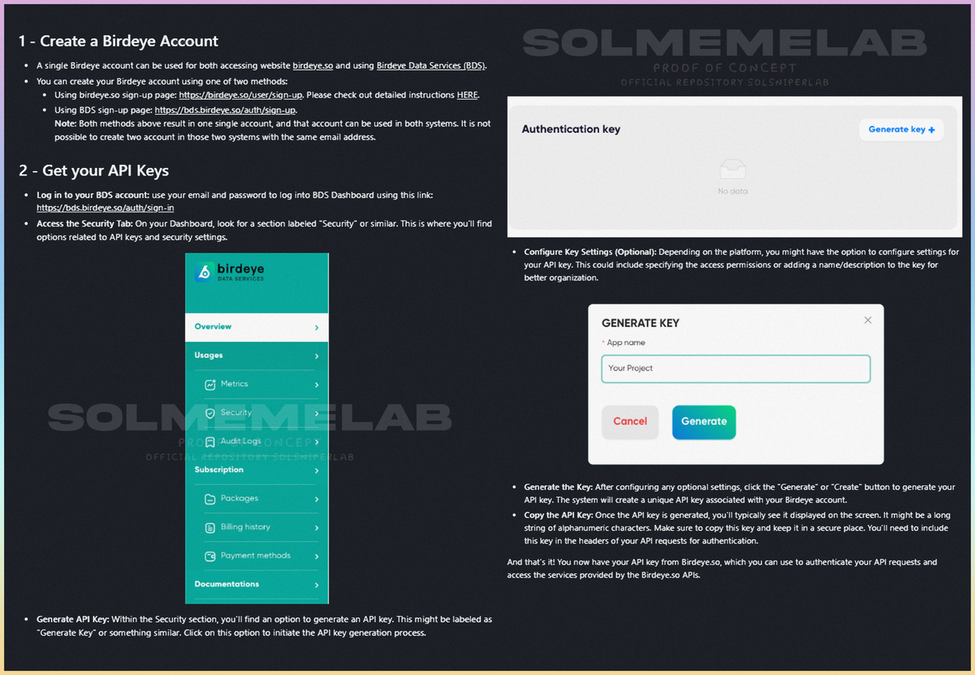 1 - Create a Birdeye Account
• A single Birdeye account can be used for both accessing website birdeye.so and using Birdeye Data Services (BDS).
• You can create your Birdeye account using one of two methods:
• Using birdeye.so sign-up page: https://birdeye.so/user/sign-up. Please check out detailed instructions HERE.
• Using BDS sign-up page: https://bds.birdeye.so/auth/sign-up.
Note: Both methods above result in one single account, and that account can be used in both systems. It is not
possible to create two account in those two systems with the same email address.
2 - Get your API Keys
• Log in to your BDS account: use your email and password to log into BDS Dashboard using this link:
https://bds.birdeye.so/auth/sign-in
• Access the Security Tab: On your Dashboard, look for a section labeled "Security" or similar. This is where you'll find
options related to API keys and security settings.
birdeye
DATA SERVICES
Overview
Usages
Metrics
Security
Audit Logs
Subscription
Packages
Billing history
Payment methods
Documentations
SOLMEMELAB
PROOF OF CONCEPT
OFFICIAL REPOSITORY SOLSNIPERLAB
• Generate API Key: Within the Security section, you'll find an option to generate an API key. This might be labeled as
"Generate Key" or something similar. Click on this option to initiate the API key generation process.
SOLMEMELAB
PROOF OF CONCEPT
OFFICIAL REPOSITORY SOLSNIPERLAB
Authentication key
Generate key +
No data
• Configure Key Settings (Optional): Depending on the platform, you might have the option to configure settings for
your API key. This could include specifying the access permissions or adding a name/description to the key for
better organization.
GENERATE KEY
* App name
Your Project
Cancel
Generate
• Generate the Key: After configuring any optional settings, click the "Generate" or "Create" button to generate your
API key. The system will create a unique API key associated with your Birdeye account.
• Copy the API Key: Once the API key is generated, you'll typically see it displayed on the screen. It might be a long
string of alphanumeric characters. Make sure to copy this key and keep it in a secure place. You'll need to include
this key in the headers of your API requests for authentication.
And that's it! You now have your API key from Birdeye.so, which you can use to authenticate your API requests and
access the services provided by the Birdeye.so APIs.